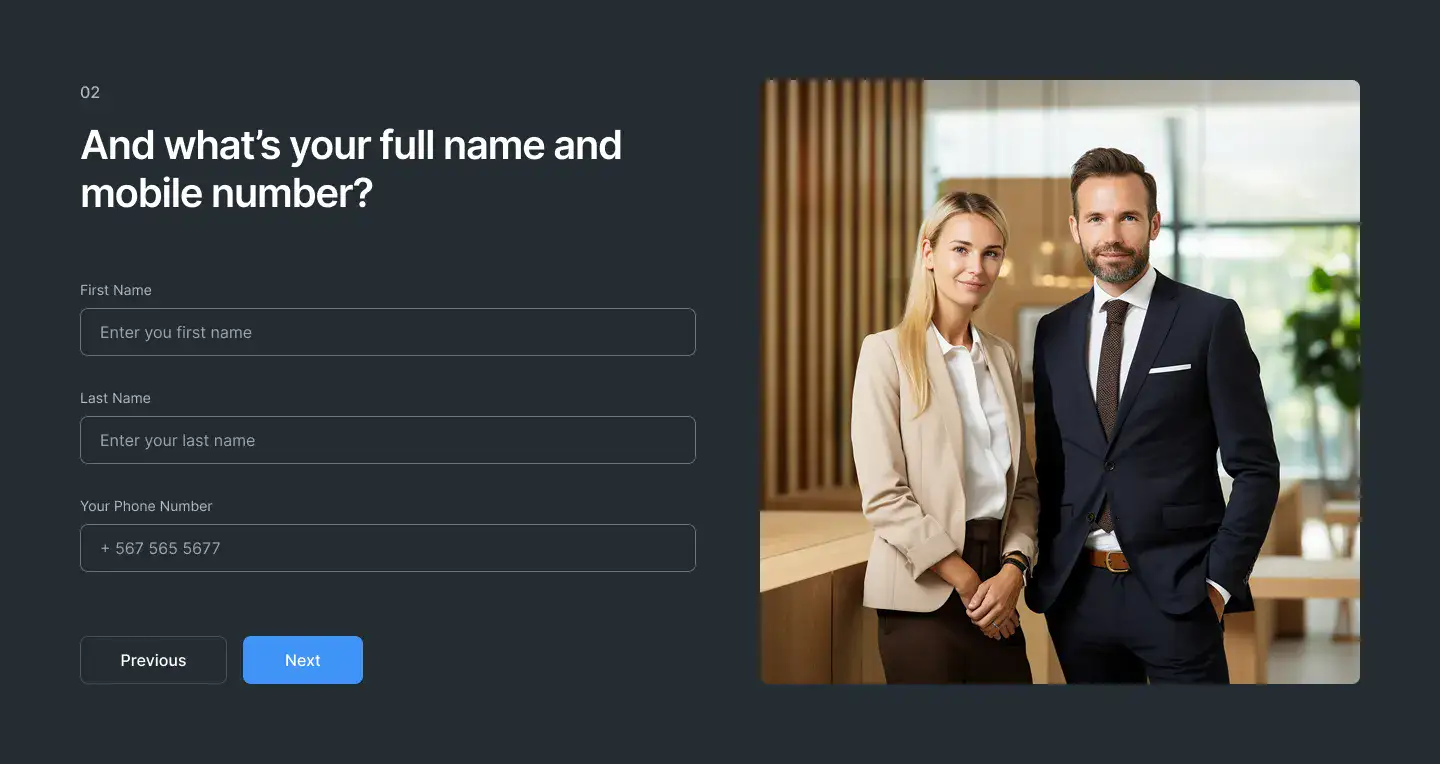 02
And what’s your full name and
mobile number?
First Name
Enter you first name
Last Name
Enter your last name
Your Phone Number
+ 567 565 5677
Previous
Next